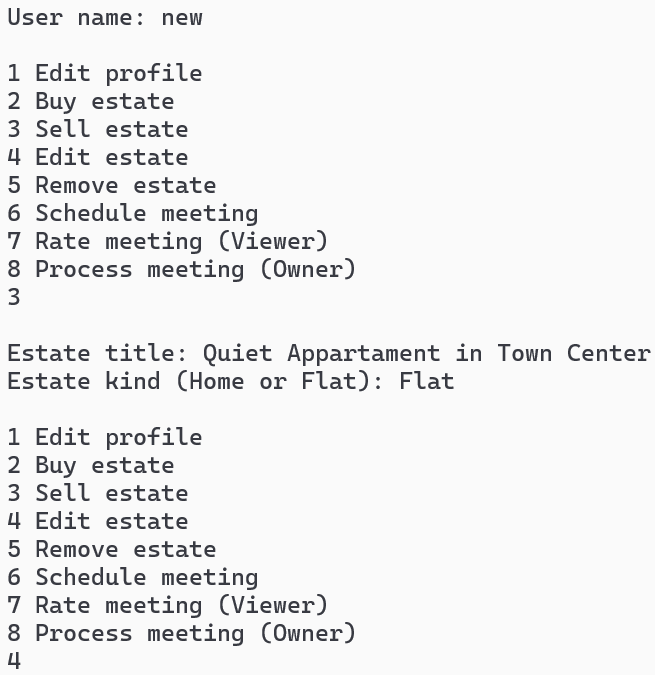 User name: new
1 Edit profile
2 Buy estate
3 Sell estate
4 Edit estate
5 Remove estate
6 Schedule meeting
7 Rate meeting (Viewer)
8 Process meeting (Owner)
3
Estate title: Quiet Appartament in Town Center
Estate kind (Home or Flat): Flat
1 Edit profile
2 Buy estate
3 Sell estate
4 Edit estate
5 Remove estate
6 Schedule meeting
7 Rate meeting (Viewer)
8 Process meeting (Owner)
4